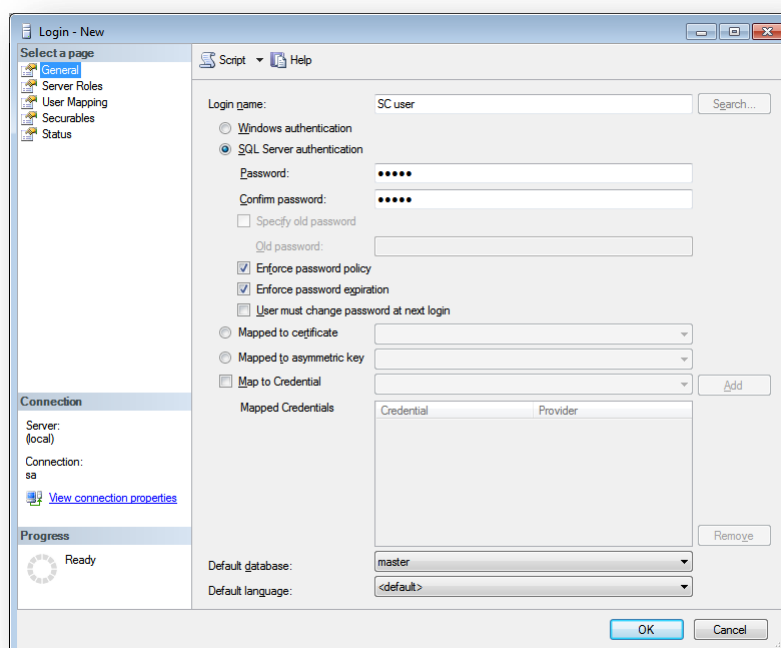 Login - New
Select a page
General
Server Roles
User Mapping
Securables
Status
Script Help
Login name: SC user Search...
Windows authentication
SQL Server authentication
Password: •••••
Confirm password: •••••
Specify old password
Old password:
Enforce password policy
Enforce password expiration
User must change password at next login
Mapped to certificate
Mapped to asymmetric key
Map to Credential Add
Mapped Credentials Credential Provider
Remove
Default database: master
Default language: <default>
Connection
Server:
(local)
Connection:
sa
View connection properties
Progress
Ready
OK Cancel